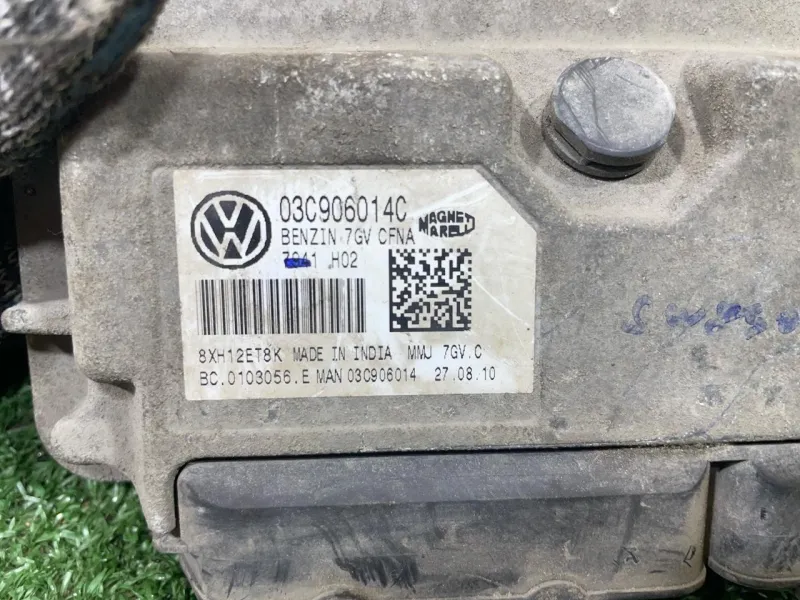 03C906014C
MAGNETI
MARELLI
BENZIN 7GV CFNA
H02
8XH12ET8K MADE IN INDIA MMJ 7GV.C
BC.0103056.E MAN 03C906014 27.08.10